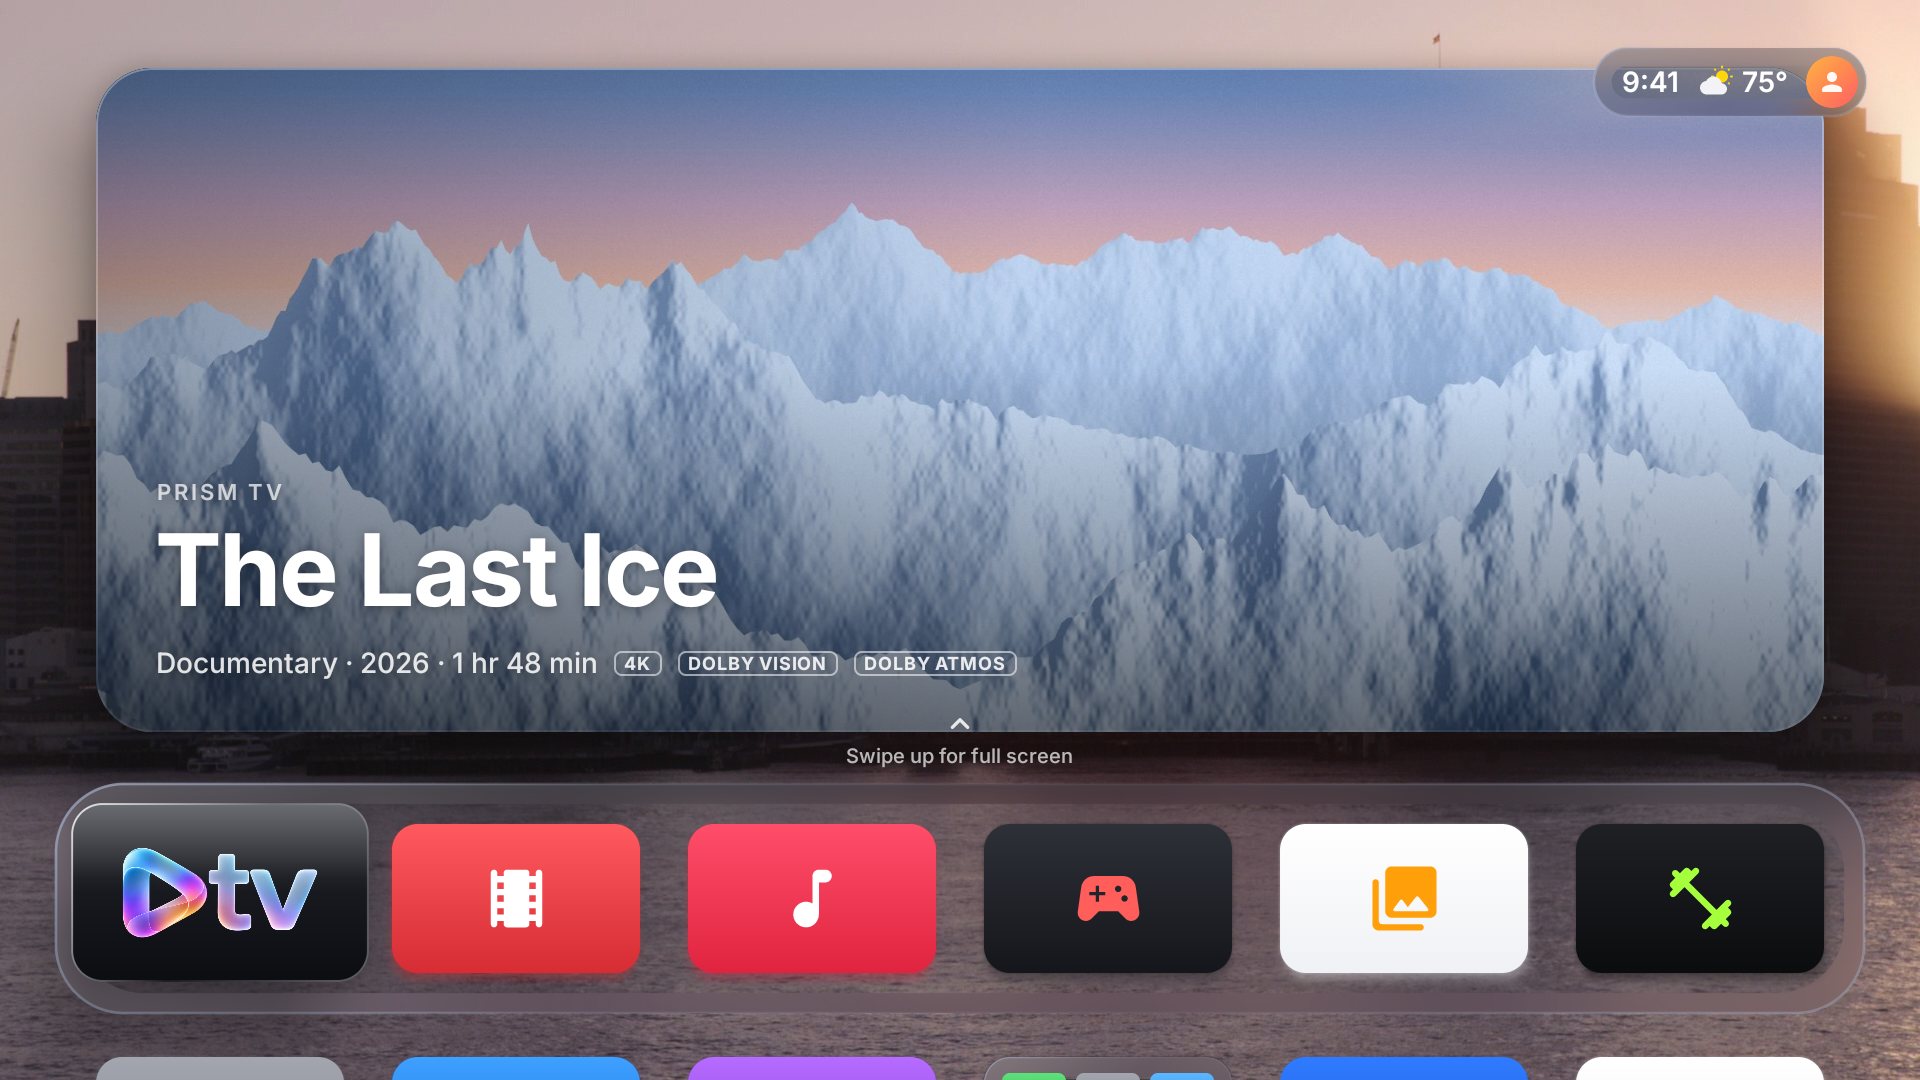 9:41 75°
PRISM TV
The Last Ice
Documentary · 2026 · 1 hr 48 min 4K DOLBY VISION DOLBY ATMOS
Swipe up for full screen
tv